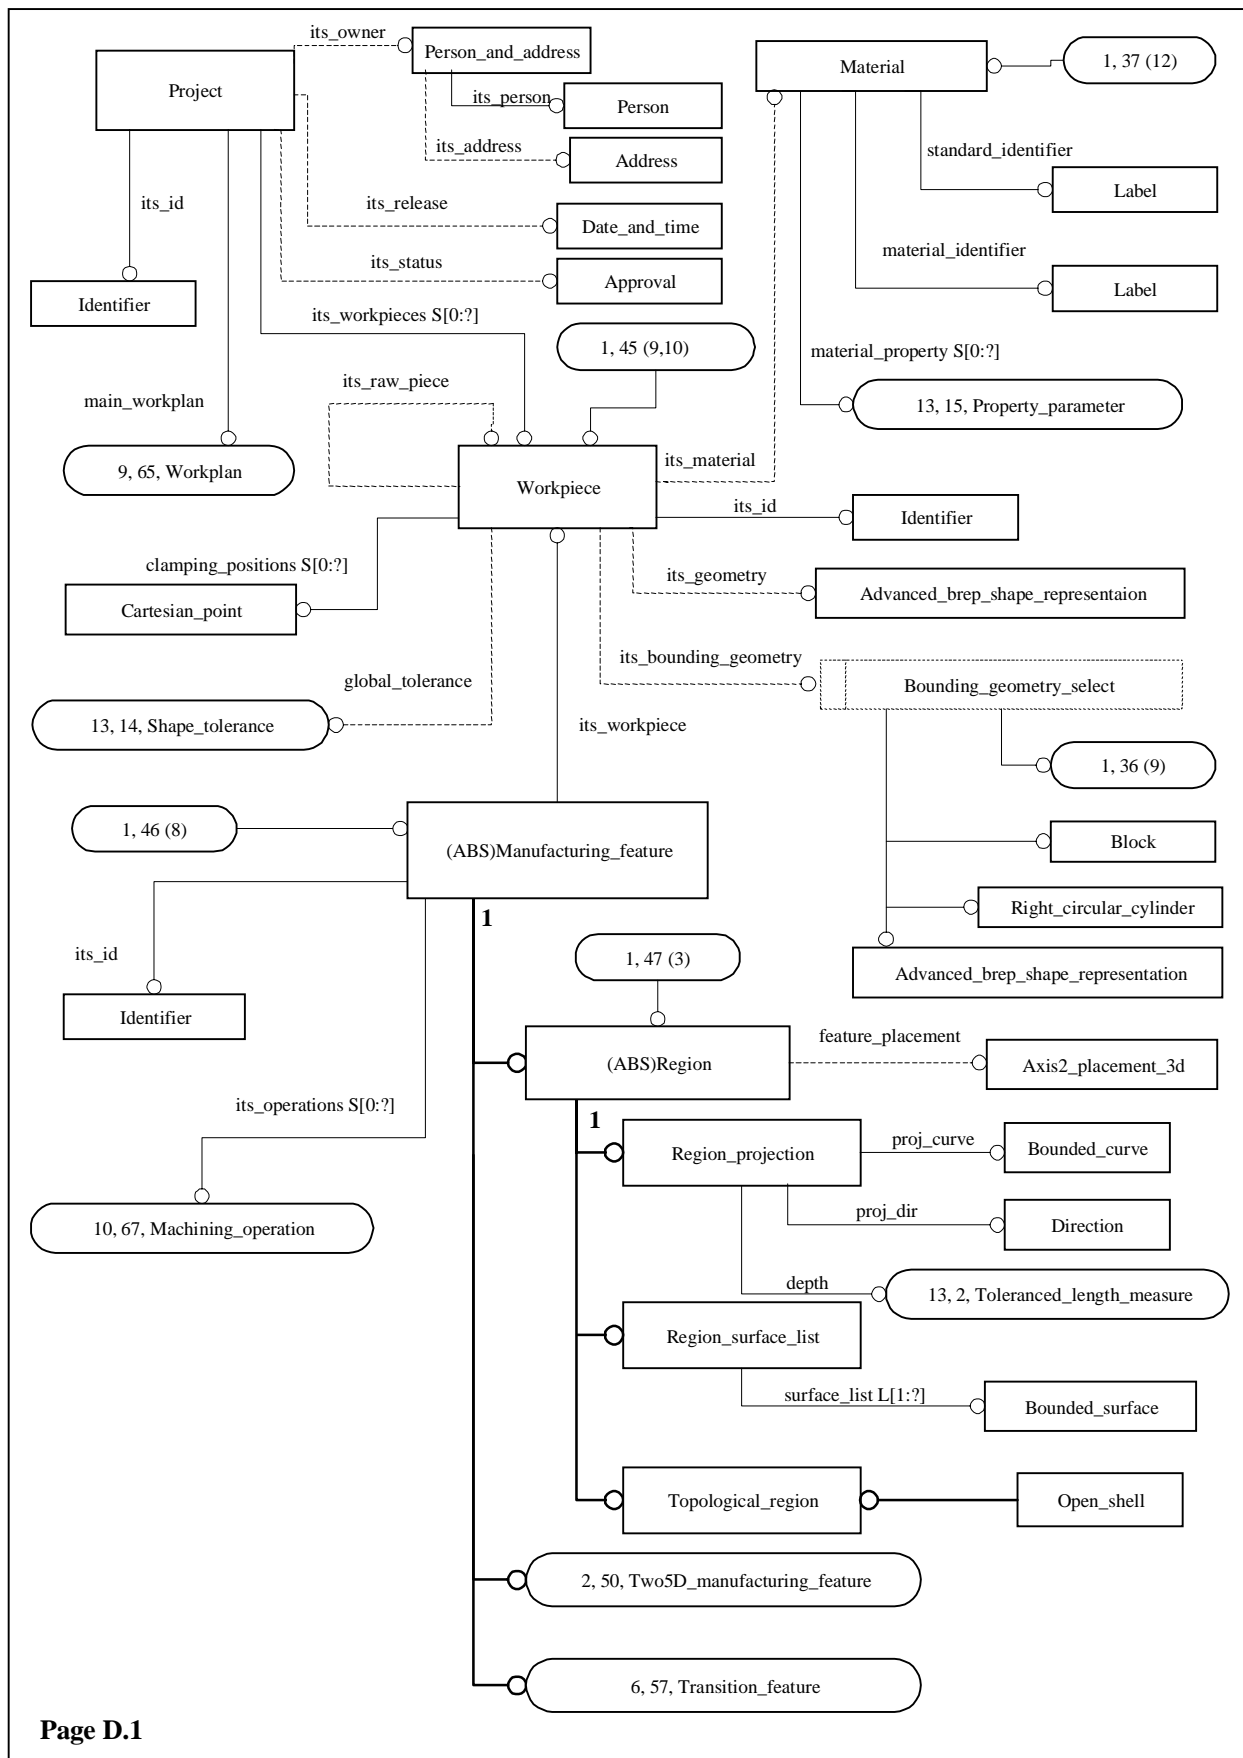 its_owner
Person_and_address
Project
Material
1, 37 (12)
its_person
Person
its_address
Address
standard_identifier
Label
its_id
its_release
Date_and_time
its_status
Approval
material_identifier
Label
Identifier
its_workpieces S[0:?]
1, 45 (9,10)
its_raw_piece
material_property S[0:?]
main_workplan
13, 15, Property_parameter
9, 65, Workplan
its_material
Workpiece
its_id
Identifier
clamping_positions S[0:?]
its_geometry
Advanced_brep_shape_representaion
Cartesian_point
its_bounding_geometry
Bounding_geometry_select
global_tolerance
13, 14, Shape_tolerance
its_workpiece
1, 36 (9)
1, 46 (8)
(ABS)Manufacturing_feature
Block
1
Right_circular_cylinder
its_id
1, 47 (3)
Advanced_brep_shape_representation
Identifier
feature_placement
(ABS)Region
Axis2_placement_3d
its_operations S[0:?]
1
Region_projection
proj_curve
Bounded_curve
proj_dir
Direction
10, 67, Machining_operation
depth
13, 2, Toleranced_length_measure
Region_surface_list
surface_list L[1:?]
Bounded_surface
Topological_region
Open_shell
2, 50, Two5D_manufacturing_feature
6, 57, Transition_feature
Page D.1